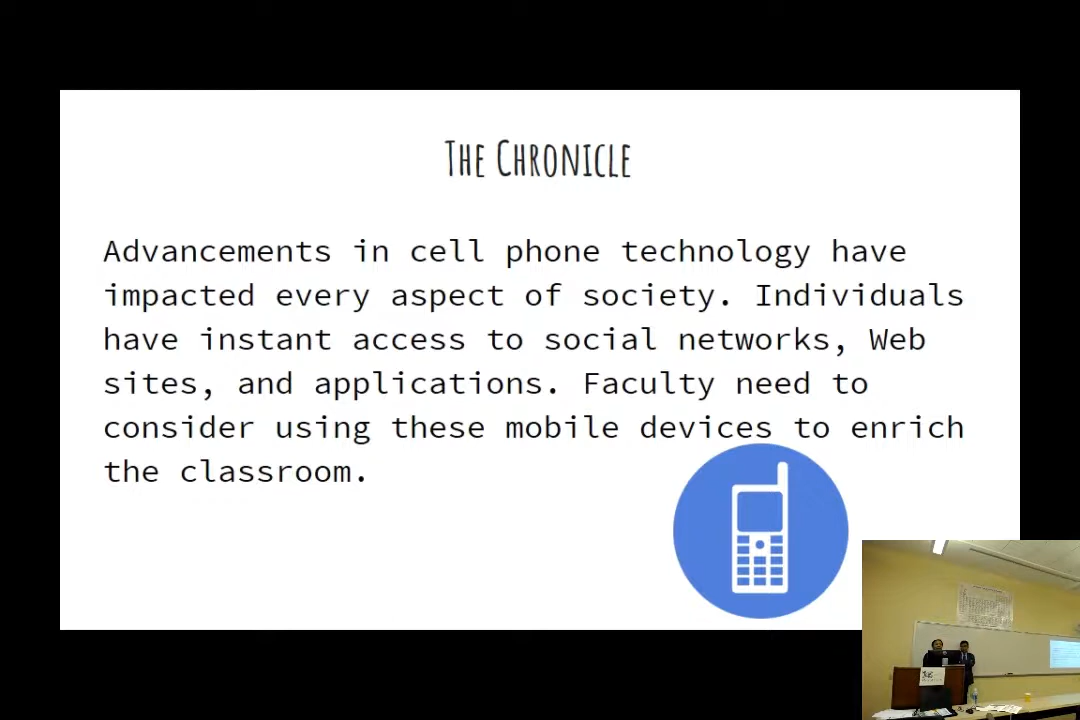 The Chronicle
Advancements in cell phone technology have
impacted every aspect of society. Individuals
have instant access to social networks, Web
sites, and applications. Faculty need to
consider using these mobile devices to enrich
the classroom.